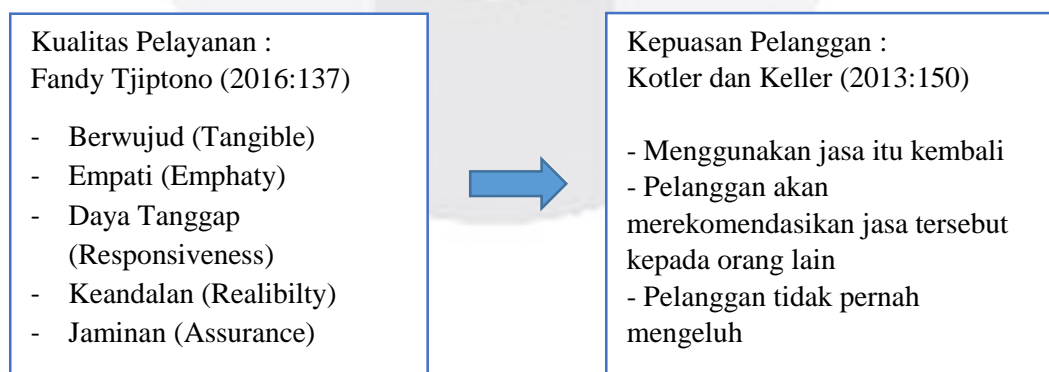 Kualitas Pelayanan :
Fandy Tjiptono (2016:137)
- Berwujud (Tangible)
- Empati (Emphaty)
- Daya Tanggap
(Responsiveness)
- Keandalan (Realibilty)
- Jaminan (Assurance)
Kepuasan Pelanggan :
Kotler dan Keller (2013:150)
- Menggunakan jasa itu kembali
- Pelanggan akan
merekomendasikan jasa tersebut
kepada orang lain
- Pelanggan tidak pernah
mengeluh